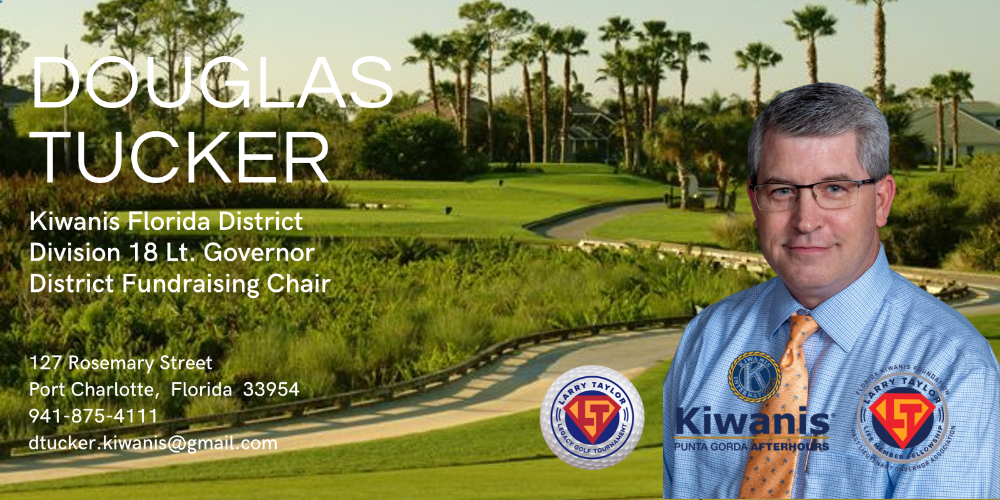 DOUGLAS
TUCKER
Kiwanis Florida District
Division 18 Lt. Governor
District Fundraising Chair
127 Rosemary Street
Port Charlotte, Florida 33954
941-875-4111
dtucker.kiwanis@gmail.com
LARRY TAYLOR
LT
LEGACY GOLF TOURNAMENT
KIWANIS
K
INTERNATIONAL
Kiwanis®
PUNTA GORDA AFTERHOURS
FLORIDA KIWANIS FOUNDATION
LARRY TAYLOR
LT
LIFE MEMBER FELLOWSHIP
PAST LIEUTENANT GOVERNOR ASSOCIATION